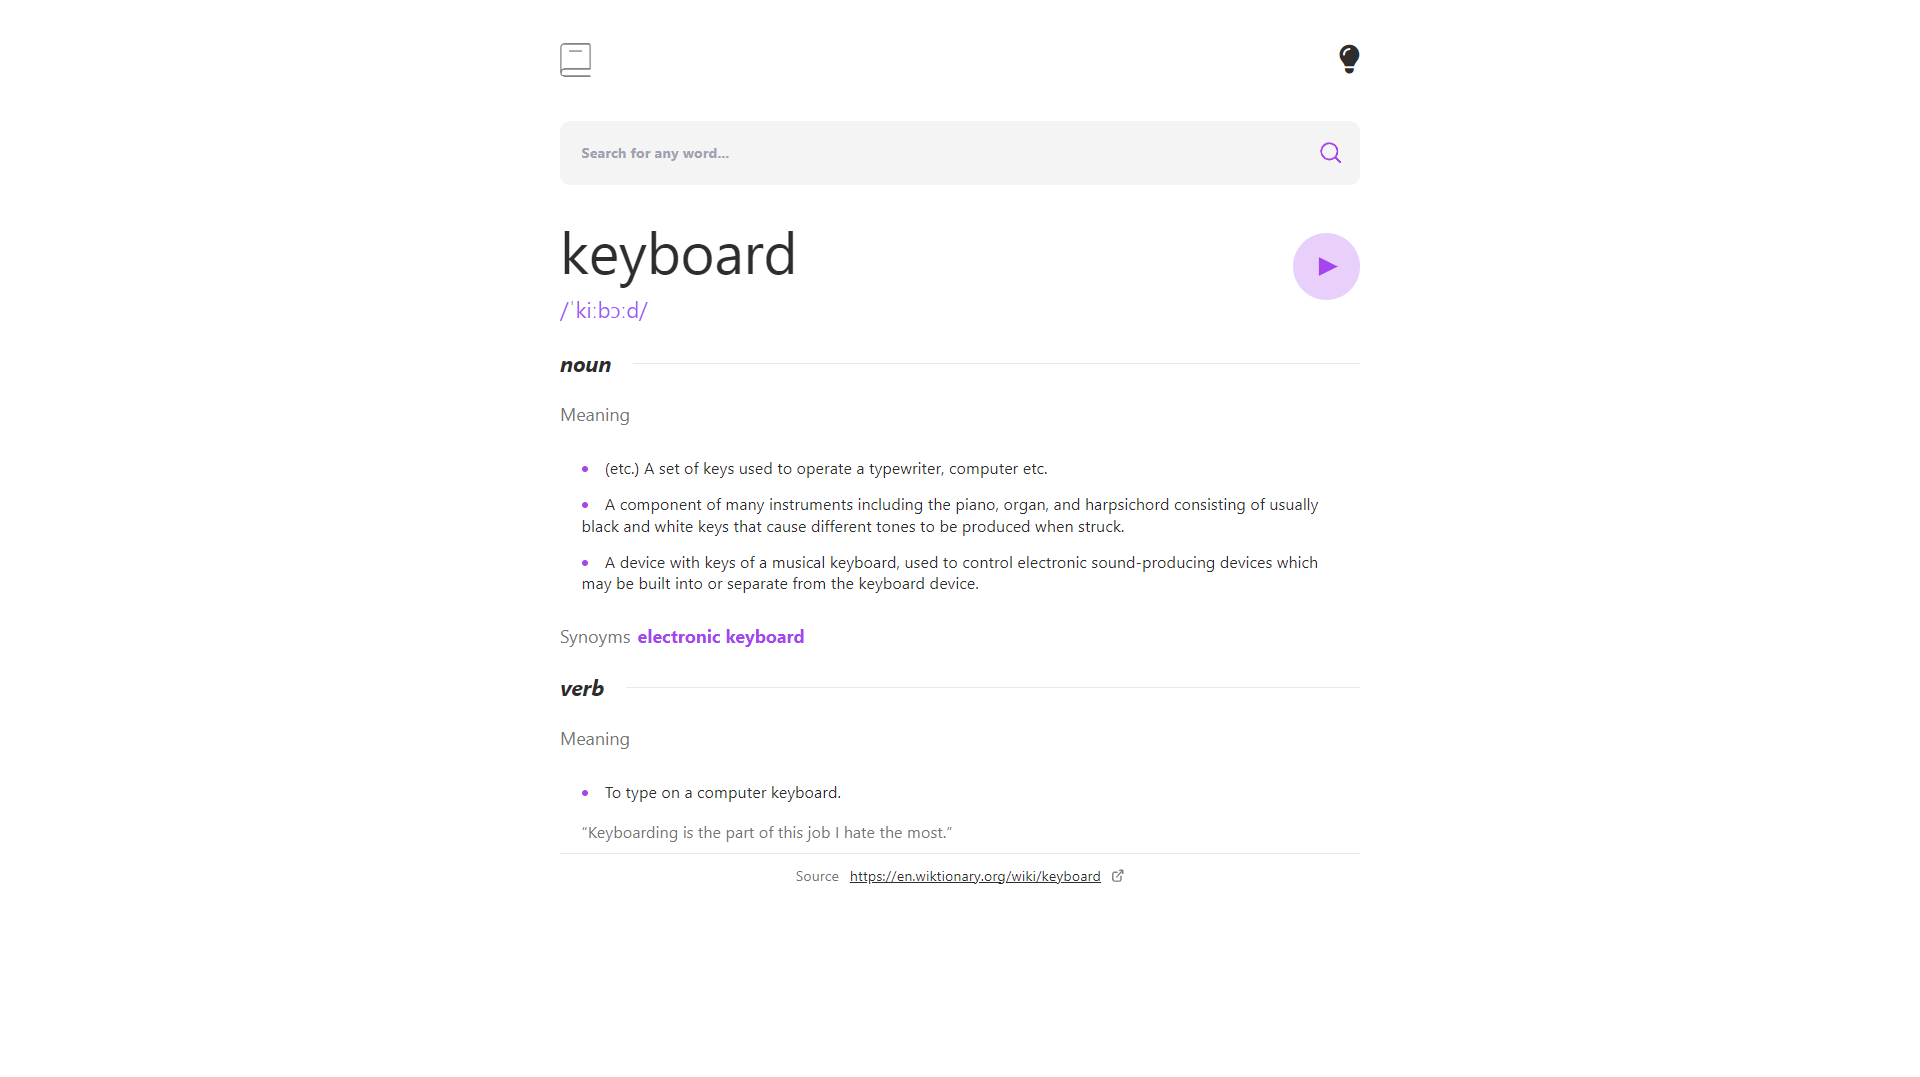 Search for any word...
keyboard
/ˈkiːbɔːd/
noun
Meaning
(etc.) A set of keys used to operate a typewriter, computer etc.
A component of many instruments including the piano, organ, and harpsichord consisting of usually
black and white keys that cause different tones to be produced when struck.
A device with keys of a musical keyboard, used to control electronic sound-producing devices which
may be built into or separate from the keyboard device.
Synoyms electronic keyboard
verb
Meaning
To type on a computer keyboard.
“Keyboarding is the part of this job I hate the most.”
Source https://en.wiktionary.org/wiki/keyboard